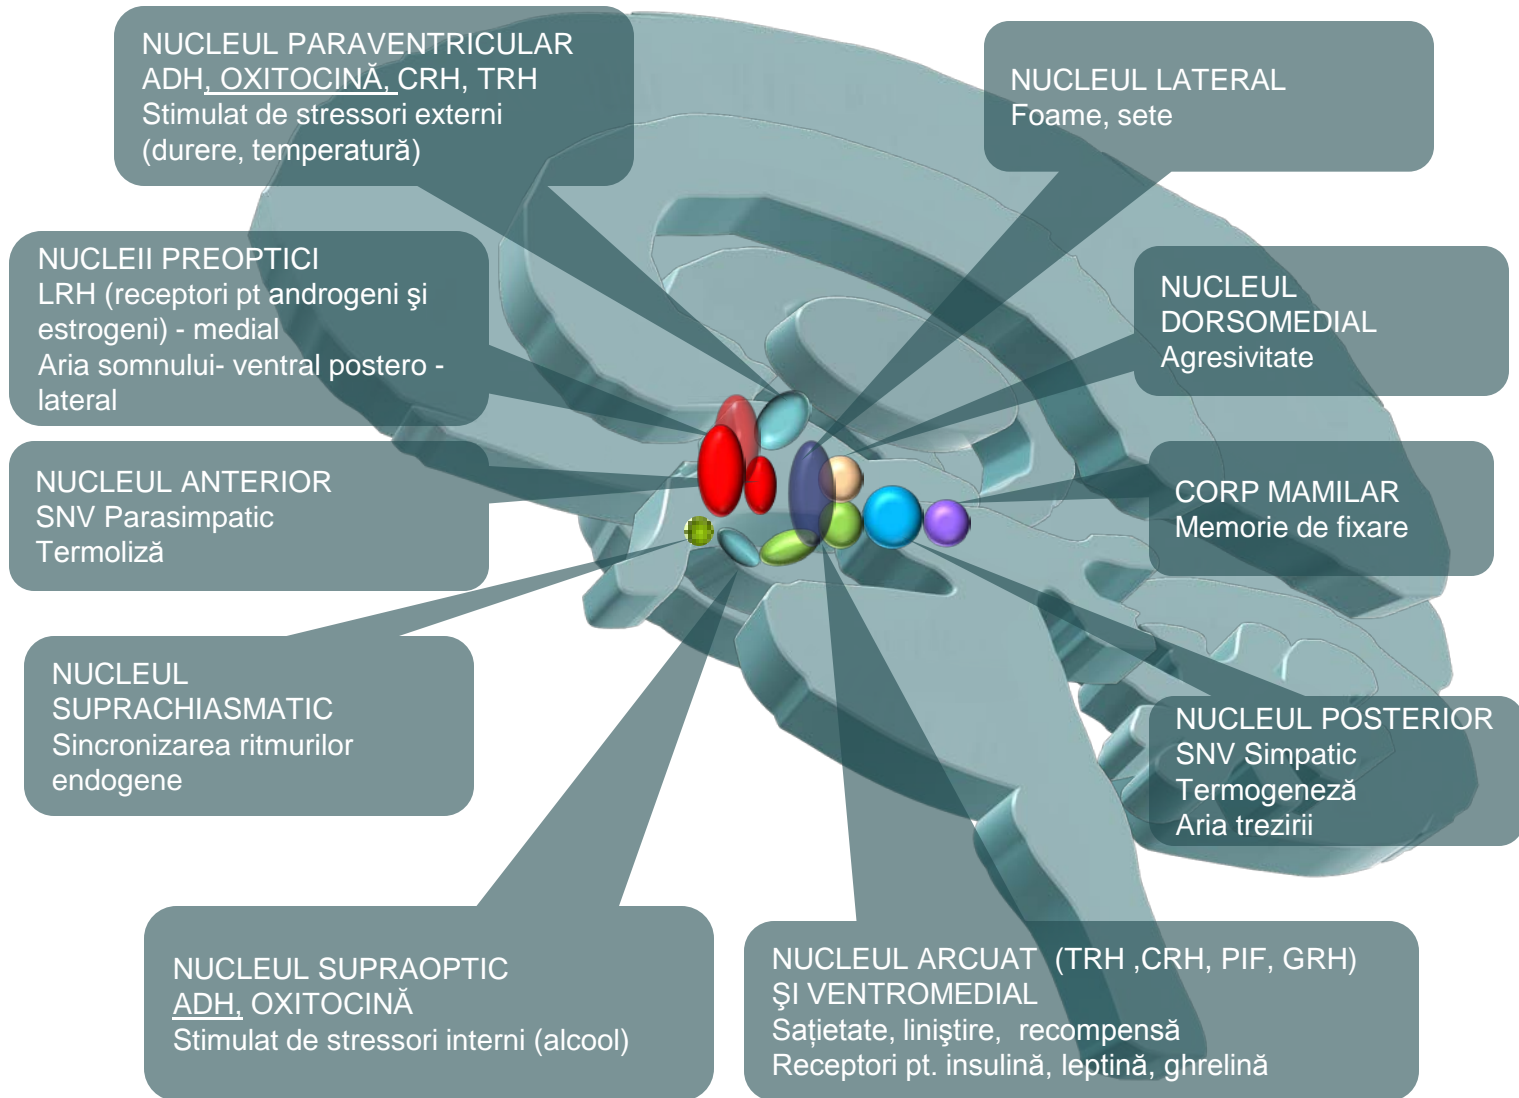 NUCLEUL PARAVENTRICULAR
ADH, OXITOCINĂ, CRH, TRH
Stimulat de stressori externi
(durere, temperatură)
NUCLEUL LATERAL
Foame, sete
NUCLEII PREOPTICI
LRH (receptori pt androgeni şi
estrogeni) - medial
Aria somnului- ventral postero -
lateral
NUCLEUL
DORSOMEDIAL
Agresivitate
NUCLEUL ANTERIOR
SNV Parasimpatic
Termoliză
CORP MAMILAR
Memorie de fixare
NUCLEUL
SUPRACHIASMATIC
Sincronizarea ritmurilor
endogene
NUCLEUL POSTERIOR
SNV Simpatic
Termogeneză
Aria trezirii
NUCLEUL SUPRAOPTIC
ADH, OXITOCINĂ
Stimulat de stressori interni (alcool)
NUCLEUL ARCUAT (TRH ,CRH, PIF, GRH)
ŞI VENTROMEDIAL
Saţietate, liniştire, recompensă
Receptori pt. insulină, leptină, ghrelină